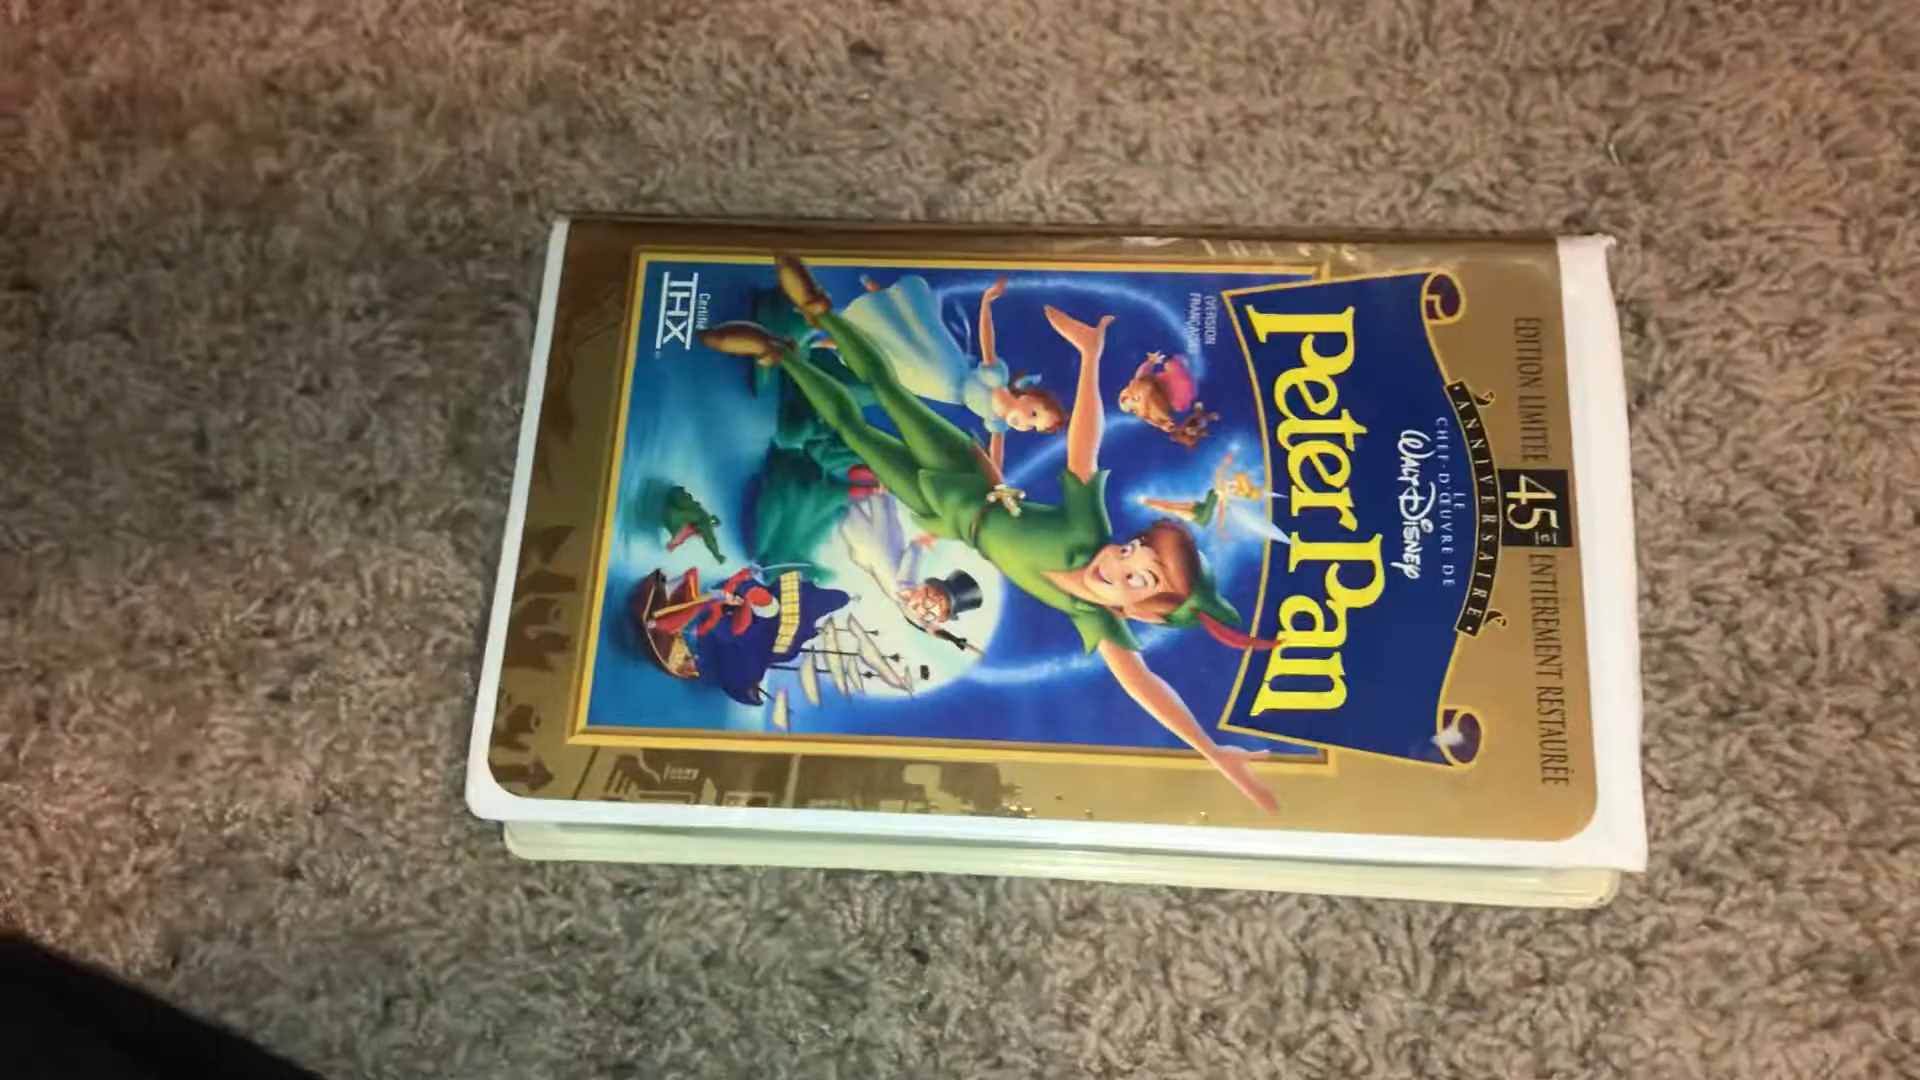 EDITION LIMITÉE 45e ENTIÈREMENT RESTAURÉE
ANNIVERSAIRE
LE
CHEF-D'ŒUVRE DE
WALT DISNEY
Peter Pan
(VERSION
FRANÇAISE)
Certifié
THX